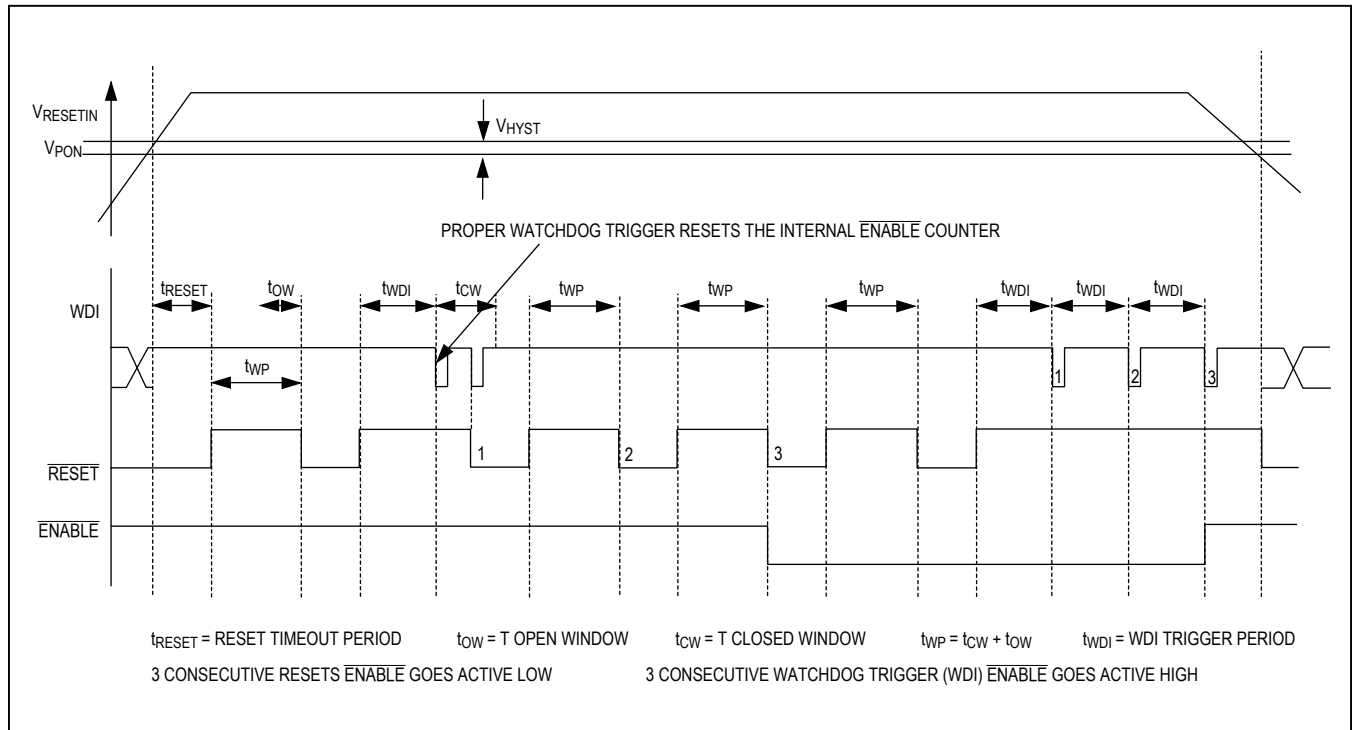 VRESETIN
VHYST
VPON
PROPER WATCHDOG TRIGGER RESETS THE INTERNAL ENABLE COUNTER
tRESET tOW tWDI tCW tWP tWP tWP tWDI tWDI tWDI
WDI
tWP
1 2 3
1 2 3
RESET
ENABLE
tRESET = RESET TIMEOUT PERIOD tOW = T OPEN WINDOW tCW = T CLOSED WINDOW tWP = tCW + tOW tWDI = WDI TRIGGER PERIOD
3 CONSECUTIVE RESETS ENABLE GOES ACTIVE LOW 3 CONSECUTIVE WATCHDOG TRIGGER (WDI) ENABLE GOES ACTIVE HIGH